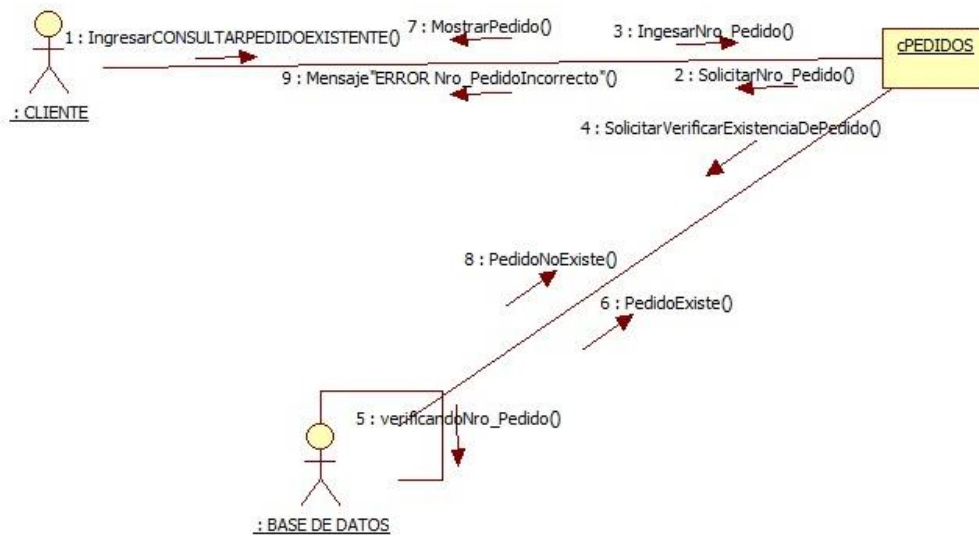 7 : MostrarPedido()
1 : IngresarCONSULTARPEDIDOEXISTENTE()
3 : IngesarNro_Pedido()
cPEDIDOS
9 : Mensaje"ERROR Nro_PedidoIncorrecto"()
2 : SolicitarNro_Pedido()
: CLIENTE
4 : SolicitarVerificarExistenciaDePedido()
8 : PedidoNoExiste()
6 : PedidoExiste()
5 : verificandoNro_Pedido()
: BASE DE DATOS